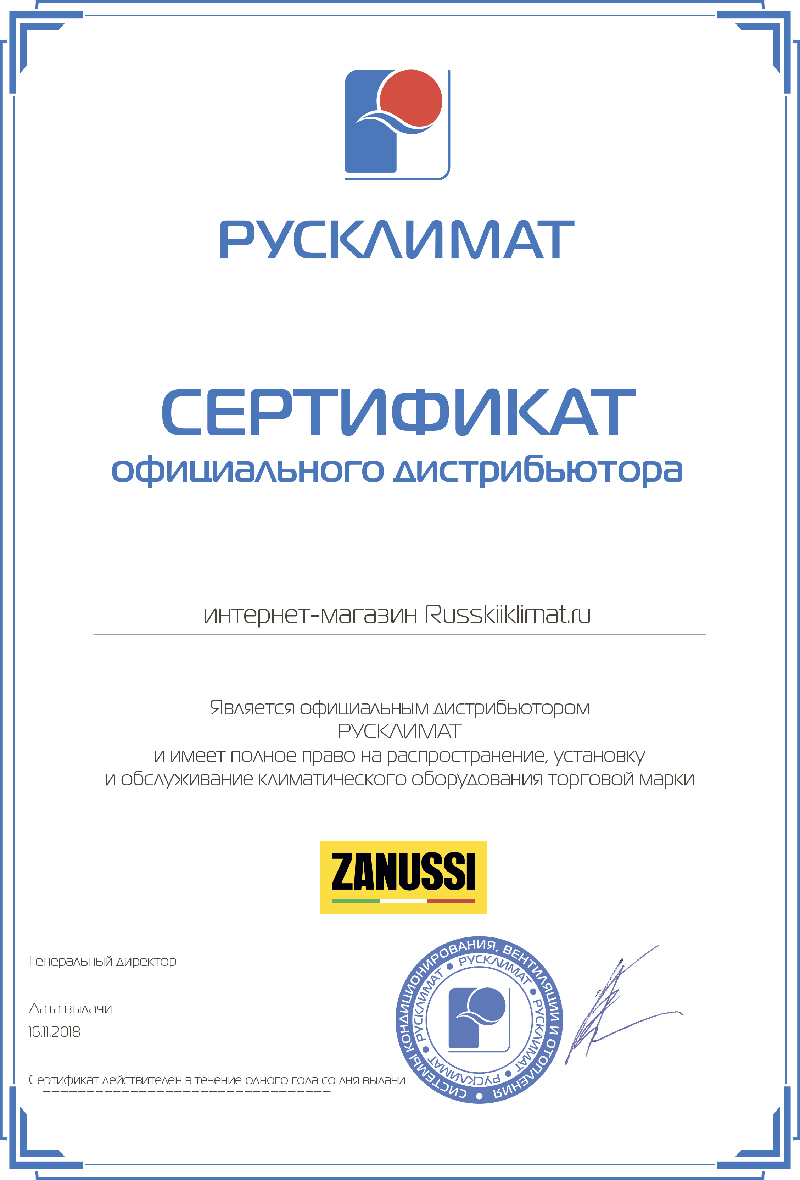 РУСКЛИМАТ
СЕРТИФИКАТ
официального дистрибьютора
интернет-магазин Russkiiklimat.ru
Является официальным дистрибьютором
РУСКЛИМАТ
и имеет полное право на распространение, установку
и обслуживание климатического оборудования торговой марки
ZANUSSI
Генеральный директор
Дата выдачи
16.11.2018
Сертификат действителен в течение одного года со дня выдачи
СИСТЕМЫ КОНДИЦИОНИРОВАНИЯ, ВЕНТИЛЯЦИИ И ОТОПЛЕНИЯ
РУСКЛИМАТ • РУСКЛИМАТ • РУСКЛИМАТ • РУСКЛИМАТ